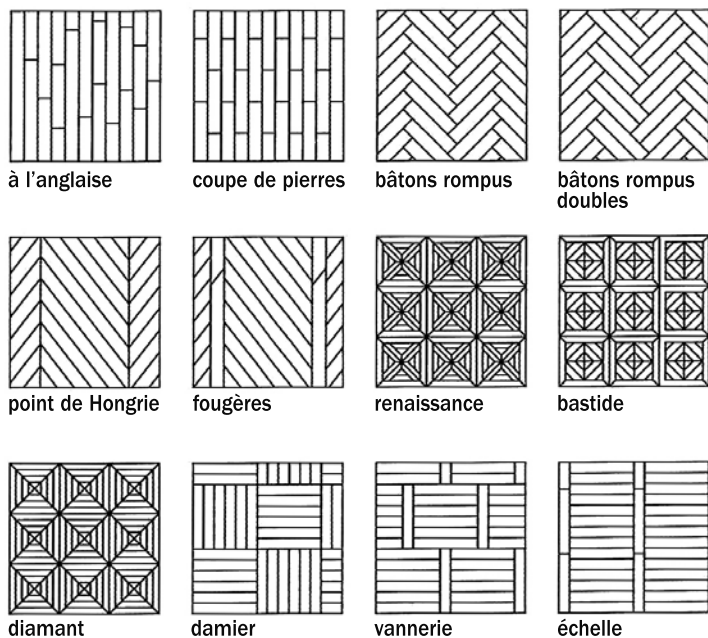 à l'anglaise
coupe de pierres
bâtons rompus
bâtons rompus
doubles
point de Hongrie
fougères
renaissance
bastide
diamant
damier
vannerie
échelle